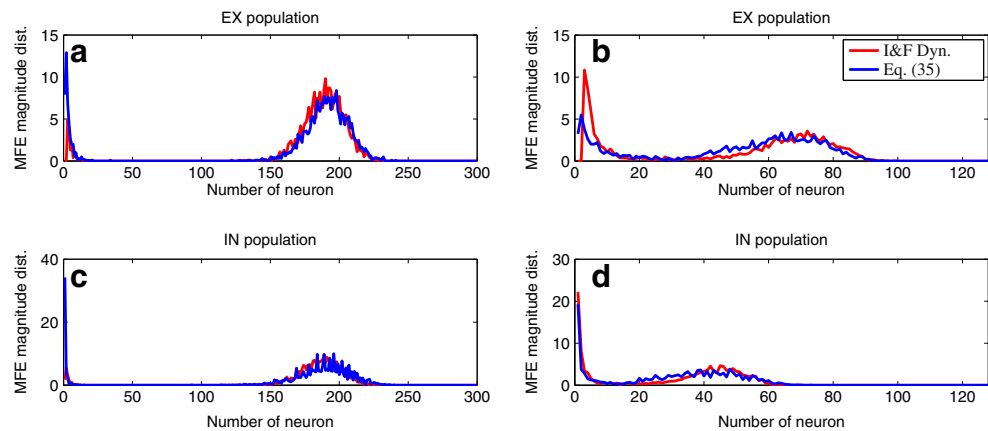 EX population
a
MFE magnitude dist.
15
10
5
0
0 50 100 150 200 250 300
Number of neuron
EX population
b
I&F Dyn.
Eq. (35)
MFE magnitude dist.
15
10
5
0
0 20 40 60 80 100 120
Number of neuron
IN population
c
MFE magnitude dist.
40
20
0
0 50 100 150 200 250 300
Number of neuron
IN population
d
MFE magnitude dist.
30
20
10
0
0 20 40 60 80 100 120
Number of neuron